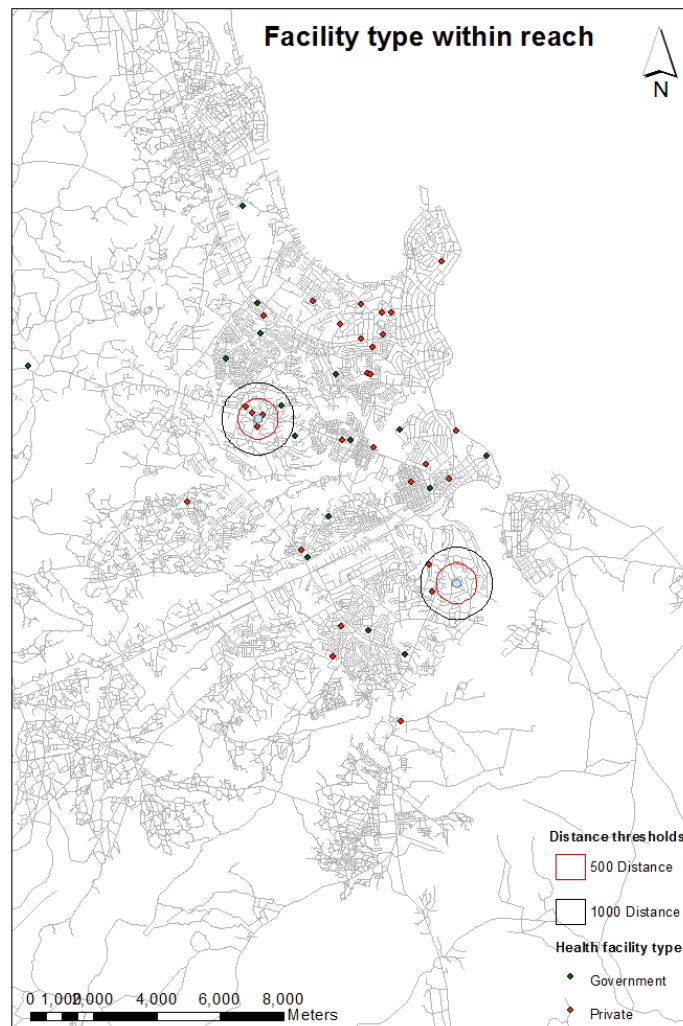 Facility type within reach
N
Distance thresholds
500 Distance
1000 Distance
Health facility type
Government
Private
0 1,000 2,000 4,000 6,000 8,000
Meters